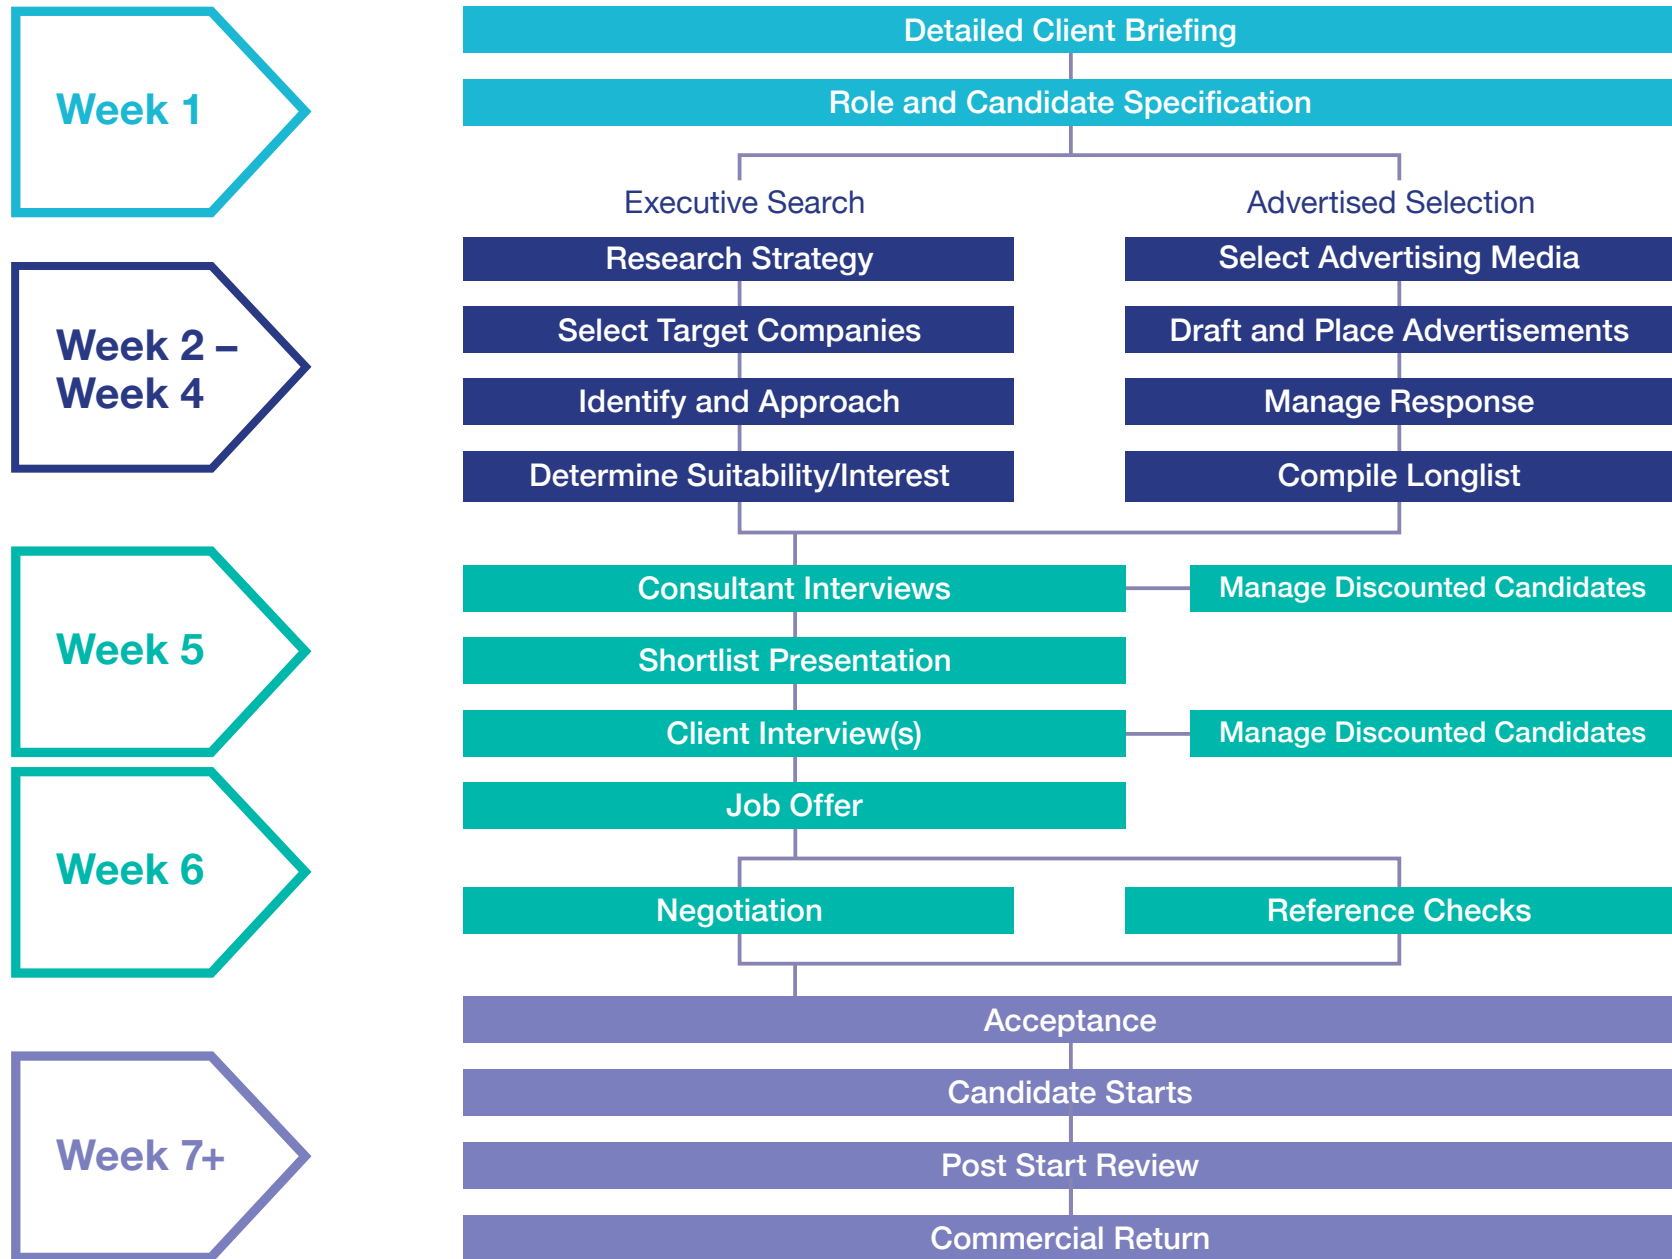 Week 1
Detailed Client Briefing
Role and Candidate Specification
Executive Search
Advertised Selection
Week 2 –
Week 4
Research Strategy
Select Advertising Media
Select Target Companies
Draft and Place Advertisements
Identify and Approach
Manage Response
Determine Suitability/Interest
Compile Longlist
Week 5
Consultant Interviews
Manage Discounted Candidates
Shortlist Presentation
Client Interview(s)
Manage Discounted Candidates
Week 6
Job Offer
Negotiation
Reference Checks
Week 7+
Acceptance
Candidate Starts
Post Start Review
Commercial Return